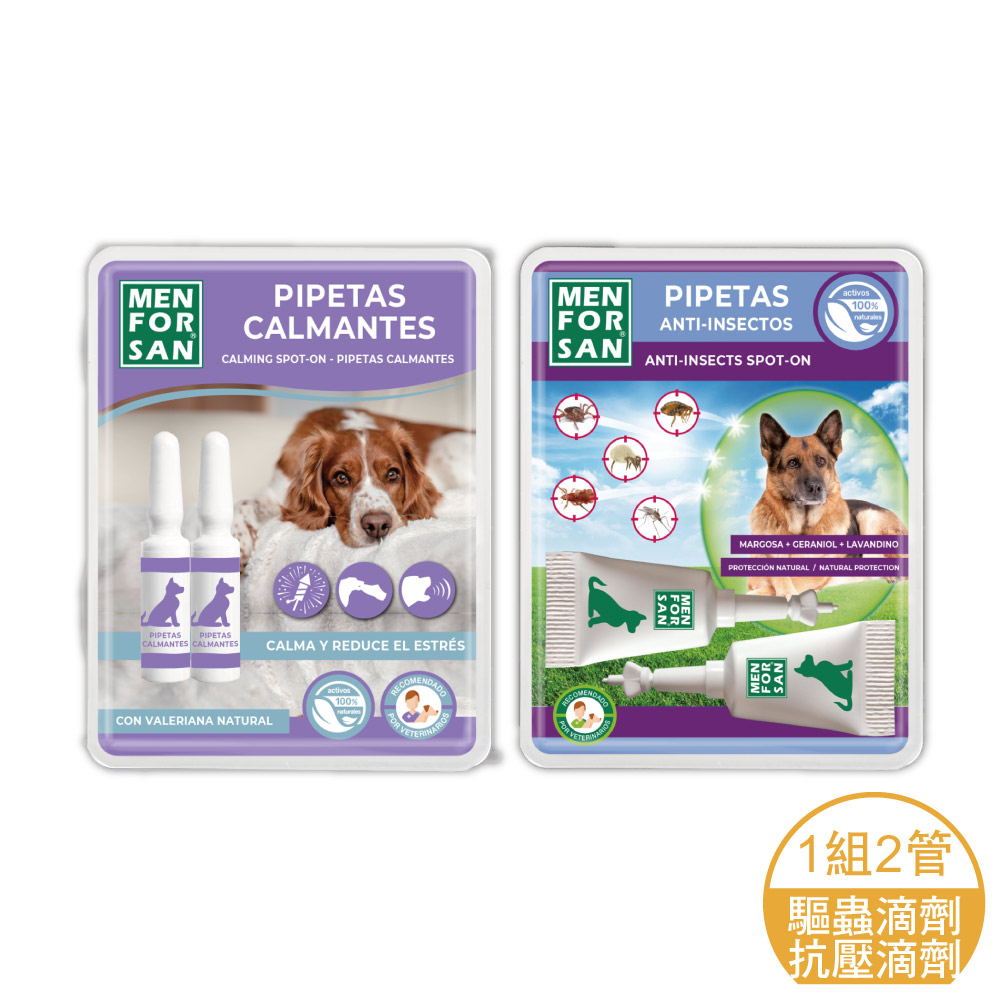 MEN
FOR
SAN®
PIPETAS
CALMANTES
CALMING SPOT-ON - PIPETAS CALMANTES
PIPETAS
CALMANTES
PIPETAS
CALMANTES
CALMA Y REDUCE EL ESTRÉS
CON VALERIANA NATURAL
activos
100%
naturales
RECOMENDADO
POR VETERINARIOS
MEN
FOR
SAN®
PIPETAS
ANTI-INSECTOS
ANTI-INSECTS SPOT-ON
activos
100%
naturales
MARGOSA + GERANIOL + LAVANDINO
PROTECCIÓN NATURAL / NATURAL PROTECTION
MEN
FOR
SAN
MEN
FOR
SAN
RECOMENDADO
POR VETERINARIOS
1組2管
驅蟲滴劑
抗壓滴劑